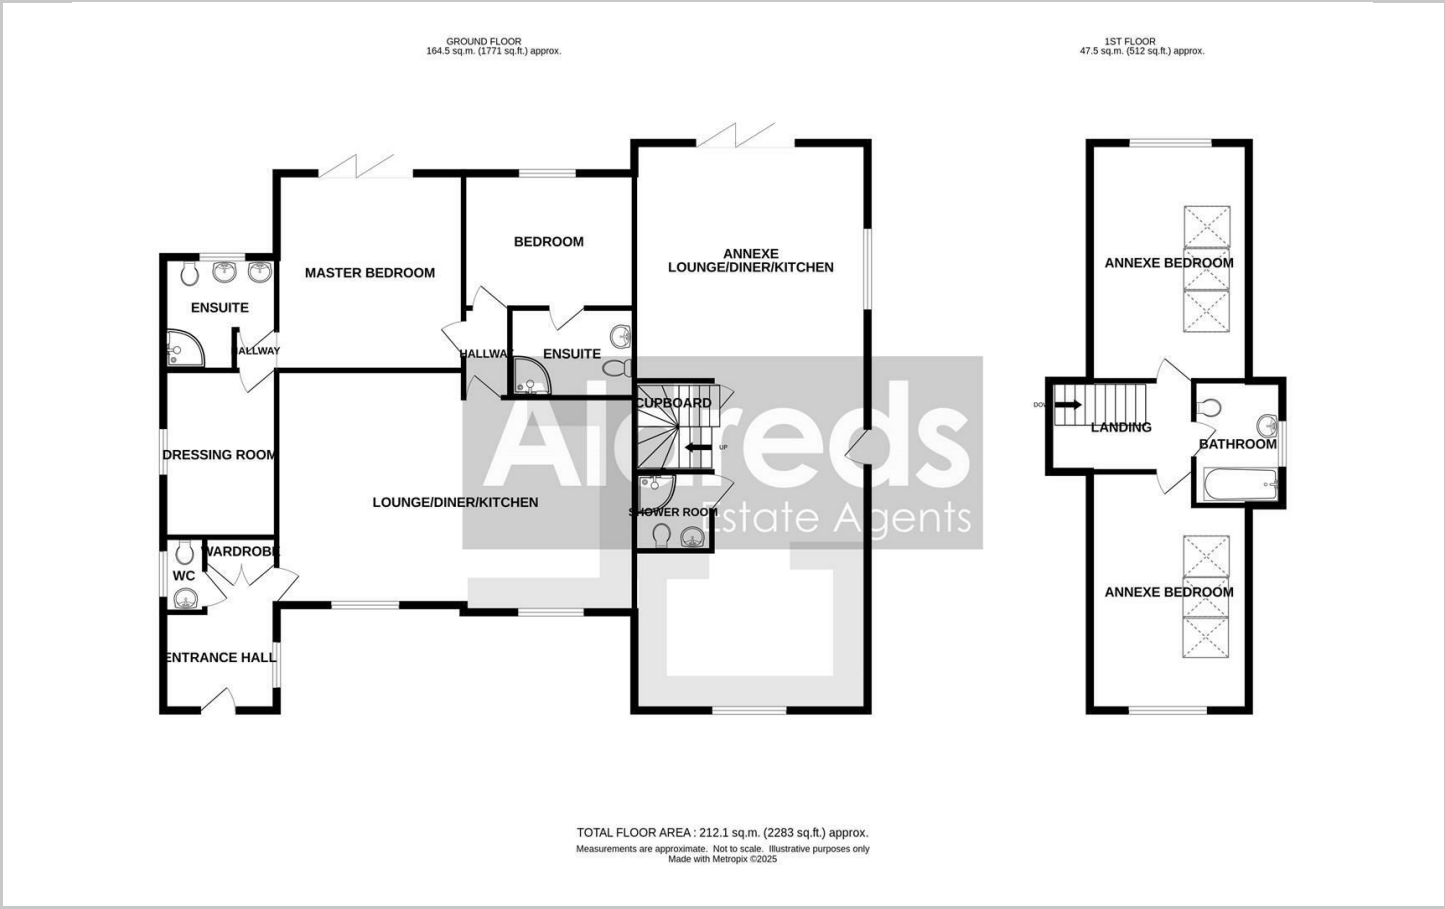 GROUND FLOOR
164.5 sq.m. (1771 sq.ft.) approx.
1ST FLOOR
47.5 sq.m. (512 sq.ft.) approx.
BEDROOM
MASTER BEDROOM
ANNEXE
LOUNGE/DINER/KITCHEN
ENSUITE
HALLWAY
HALLWAY
ENSUITE
CUPBOARD
UP
DRESSING ROOM
LOUNGE/DINER/KITCHEN
SHOWER ROOM
WARDROBE
WC
ENTRANCE HALL
Aldreds
Estate Agents
ANNEXE BEDROOM
LANDING
BATHROOM
ANNEXE BEDROOM
TOTAL FLOOR AREA : 212.1 sq.m. (2283 sq.ft.) approx.
Measurements are approximate. Not to scale. Illustrative purposes only
Made with Metropix ©2025